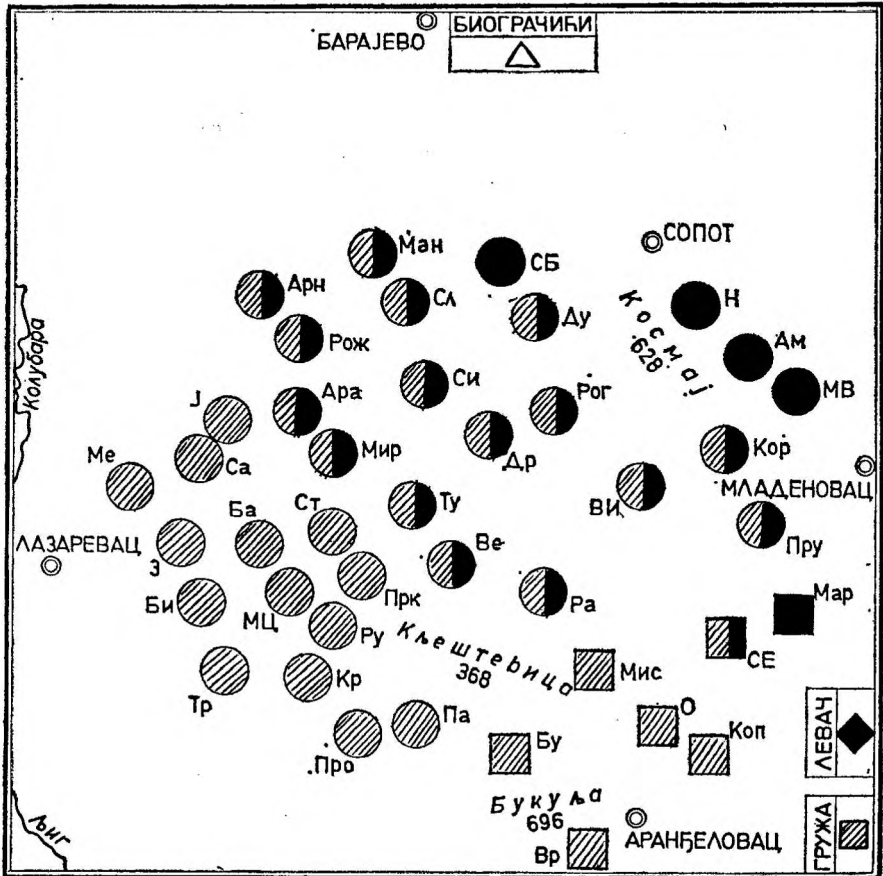 БИОГРАЧИЋИ
БАРАЈЕВО
Ман
СБ
СОПОТ
Арн
Сл
Ду
Космај
628
Н
Колубара
Рож
Ам
Си
МВ
Ј
Ара
Рог
Са
Мир
Др
Кор
Ме
МЛАДЕНОВАЦ
Ба
Ст
Ту
ВИ
ЛАЗАРЕВАЦ
З
Ве
Пру
Би
МЦ
Прк
Ра
Мар
Ру
Кљештевица
368
СЕ
Тр
Кр
Мис
Па
О
Коп
ЛЕВАЧ
Про
Бу
Букуља
696
Љиг
АРАНЂЕЛОВАЦ
Вр
ГРУЖА